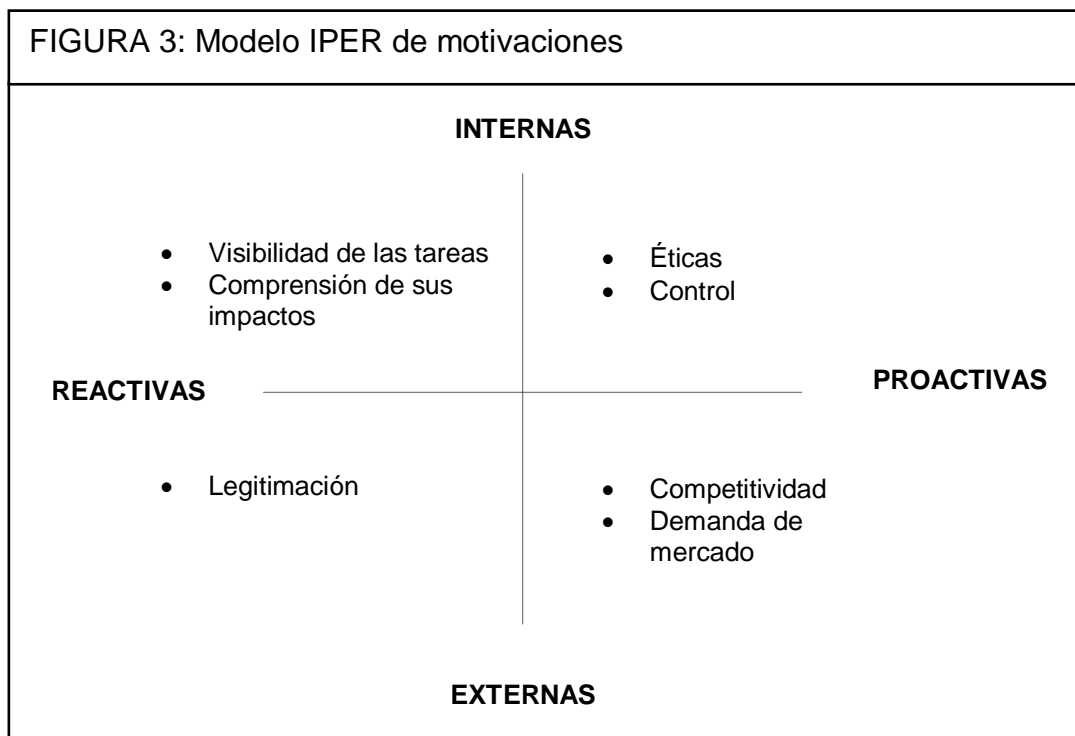 FIGURA 3: Modelo IPER de motivaciones
INTERNAS
• Visibilidad de las tareas
• Comprensión de sus
impactos
• Éticas
• Control
REACTIVAS
PROACTIVAS
• Legitimación
• Competitividad
• Demanda de
mercado
EXTERNAS